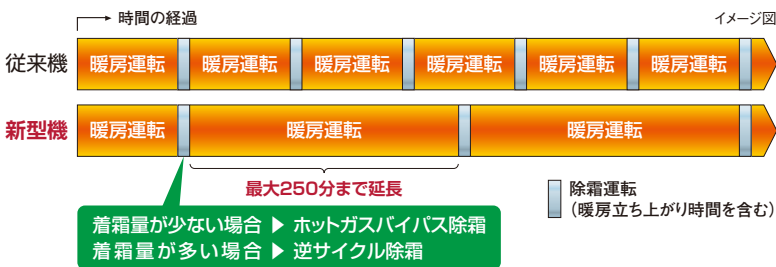 時間の経過
イメージ図
従来機 暖房運転 暖房運転 暖房運転 暖房運転 暖房運転 暖房運転
新型機 暖房運転 暖房運転 暖房運転
最大250分まで延長
着霜量が少ない場合 ▶ ホットガスバイパス除霜
着霜量が多い場合 ▶ 逆サイクル除霜
除霜運転
(暖房立ち上がり時間を含む)